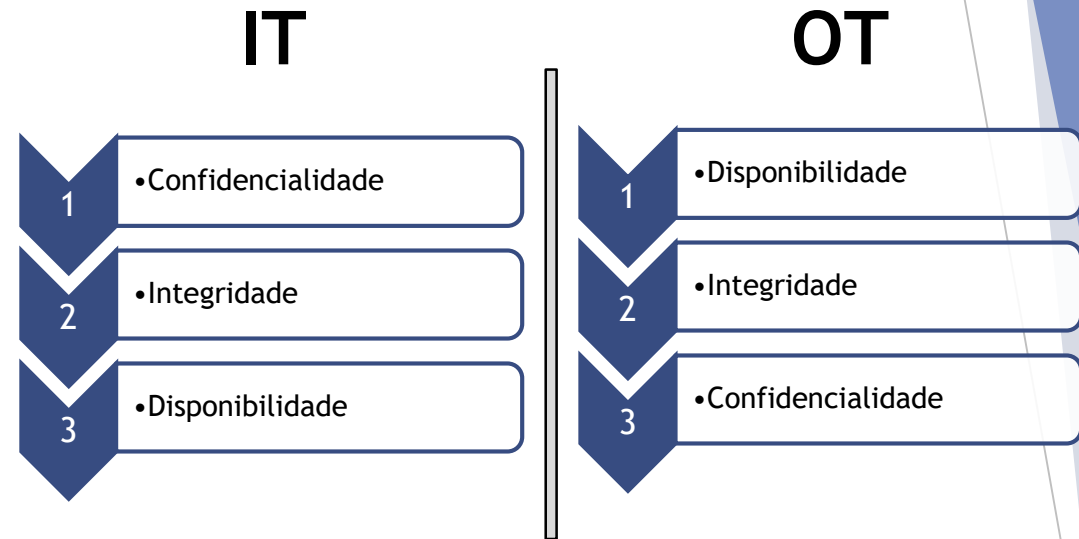 IT
1
•Confidencialidade
2
•Integridade
3
•Disponibilidade
OT
1
•Disponibilidade
2
•Integridade
3
•Confidencialidade